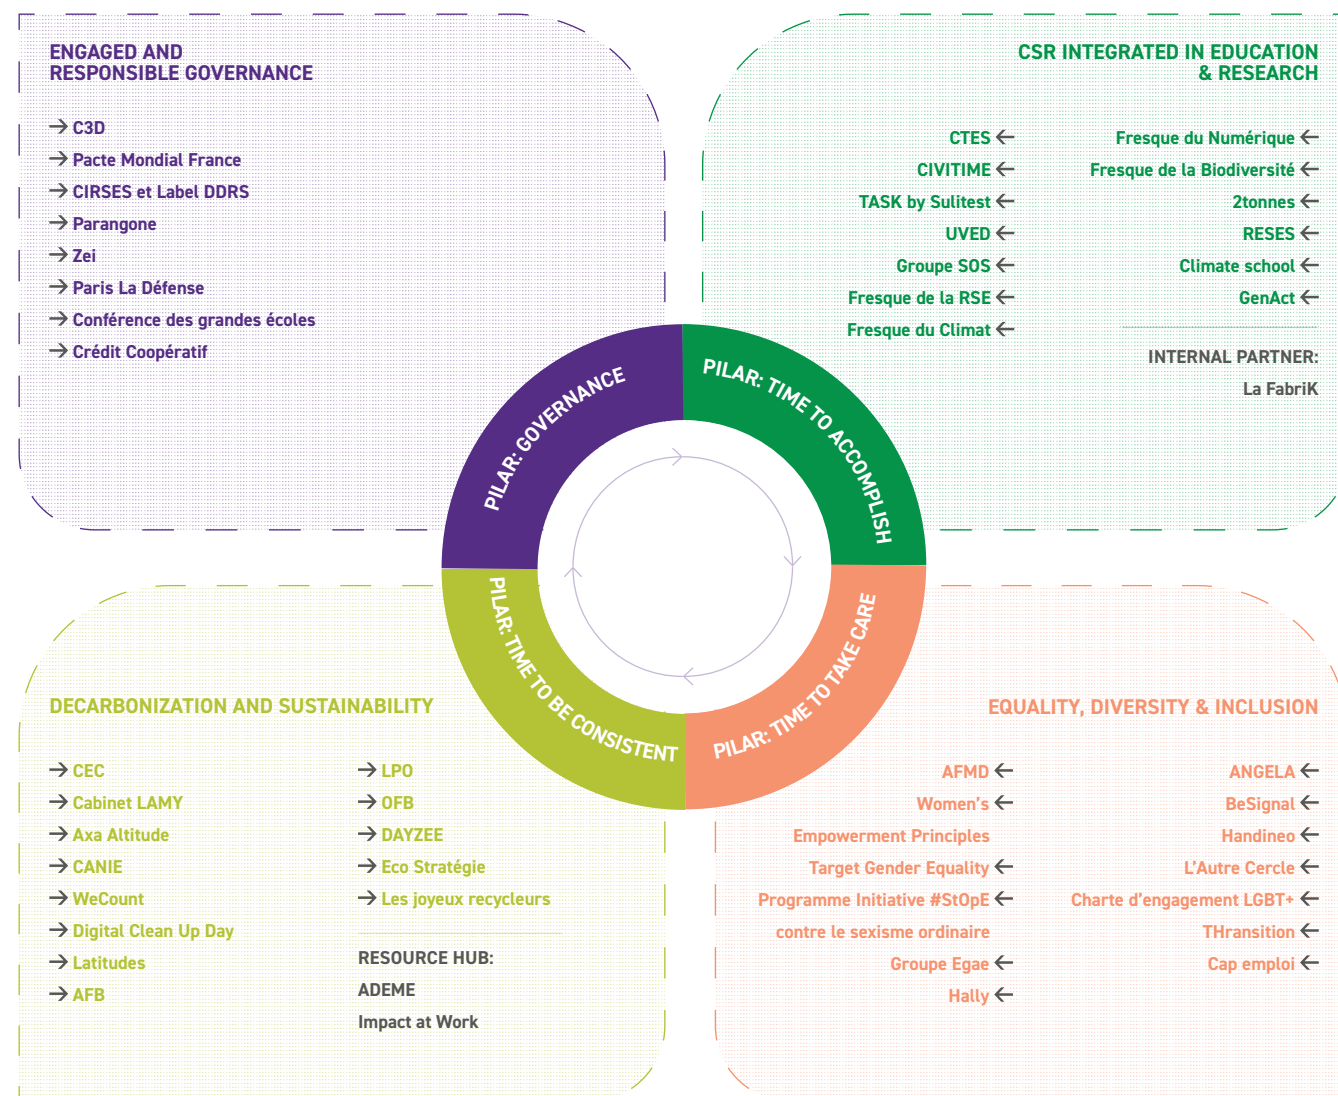 ENGAGED AND
RESPONSIBLE GOVERNANCE
→ C3D
→ Pacte Mondial France
→ CIRSES et Label DDRS
→ Parangone
→ Zei
→ Paris La Défense
→ Conférence des grandes écoles
→ Crédit Coopératif
CSR INTEGRATED IN EDUCATION
& RESEARCH
CTES ←
CIVITIME ←
TASK by Sulitest ←
UVED ←
Groupe SOS ←
Fresque de la RSE ←
Fresque du Climat ←
Fresque du Numérique ←
Fresque de la Biodiversité ←
2tonnes ←
RESES ←
Climate school ←
GenAct ←
INTERNAL PARTNER:
La FabriK
PILAR: GOVERNANCE
PILAR: TIME TO ACCOMPLISH
PILAR: TIME TO BE CONSISTENT
PILAR: TIME TO TAKE CARE
DECARBONIZATION AND SUSTAINABILITY
→ CEC
→ Cabinet LAMY
→ Axa Altitude
→ CANIE
→ WeCount
→ Digital Clean Up Day
→ Latitudes
→ AFB
→ LPO
→ OFB
→ DAYZEE
→ Eco Stratégie
→ Les joyeux recycleurs
RESOURCE HUB:
ADEME
Impact at Work
EQUALITY, DIVERSITY & INCLUSION
AFMD ←
Women's ←
Empowerment Principles
Target Gender Equality ←
Programme Initiative #StOpE ←
contre le sexisme ordinaire
Groupe Egae ←
Hally ←
ANGELA ←
BeSignal ←
Handineo ←
L'Autre Cercle ←
Charte d'engagement LGBT+ ←
THransition ←
Cap emploi ←